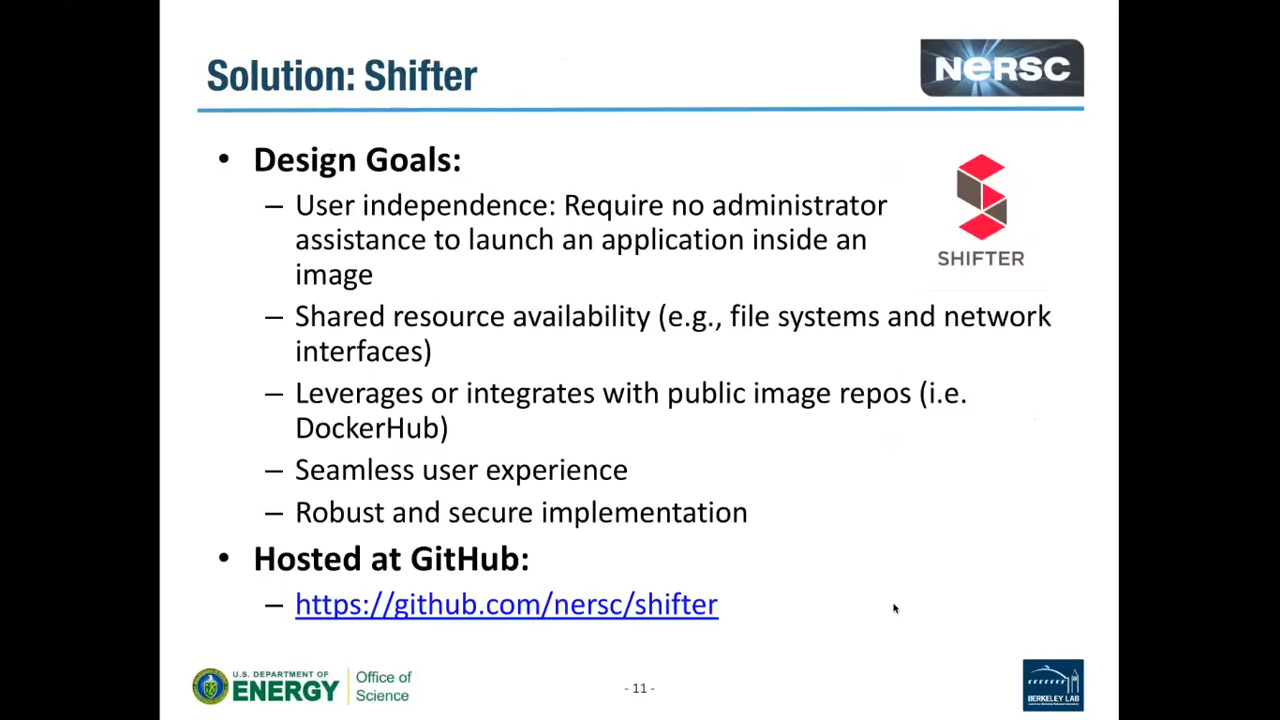 Solution: Shifter
NERSC
• Design Goals:
– User independence: Require no administrator
assistance to launch an application inside an
image
SHIFTER
– Shared resource availability (e.g., file systems and network
interfaces)
– Leverages or integrates with public image repos (i.e.
DockerHub)
– Seamless user experience
– Robust and secure implementation
• Hosted at GitHub:
– https://github.com/nersc/shifter
U.S. DEPARTMENT OF
ENERGY
Office of
Science
- 11 -
BERKELEY LAB